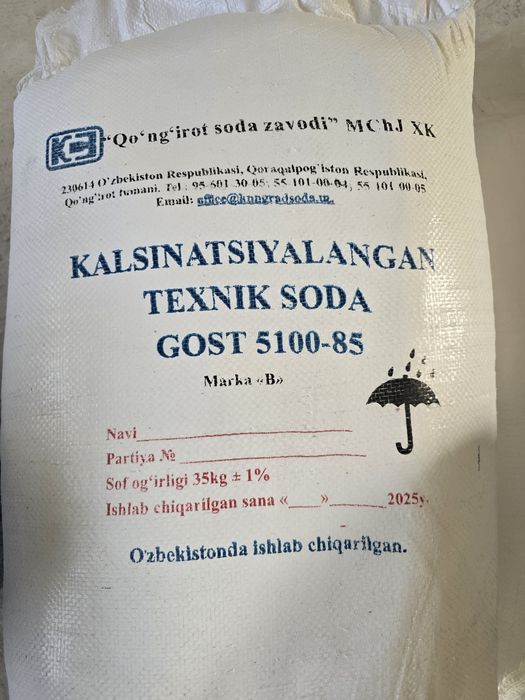 "Qo‘ng‘irot soda zavodi" MChJ XK
230614 O‘zbekiston Respublikasi, Qoraqalpog‘iston Respublikasi,
Qo‘ng‘irot tumani. Tel.: 95-601-30-05; 55-101-00-04; 55-101-00-05
Email: office@kungradsoda.uz.
KALSINATSIYALANGAN
TEXNIK SODA
GOST 5100-85
Marka «B»
Navi
Partiya №
Sof og‘irligi 35kg ± 1%
Ishlab chiqarilgan sana «____»_______2025y.
O'zbekistonda ishlab chiqarilgan.